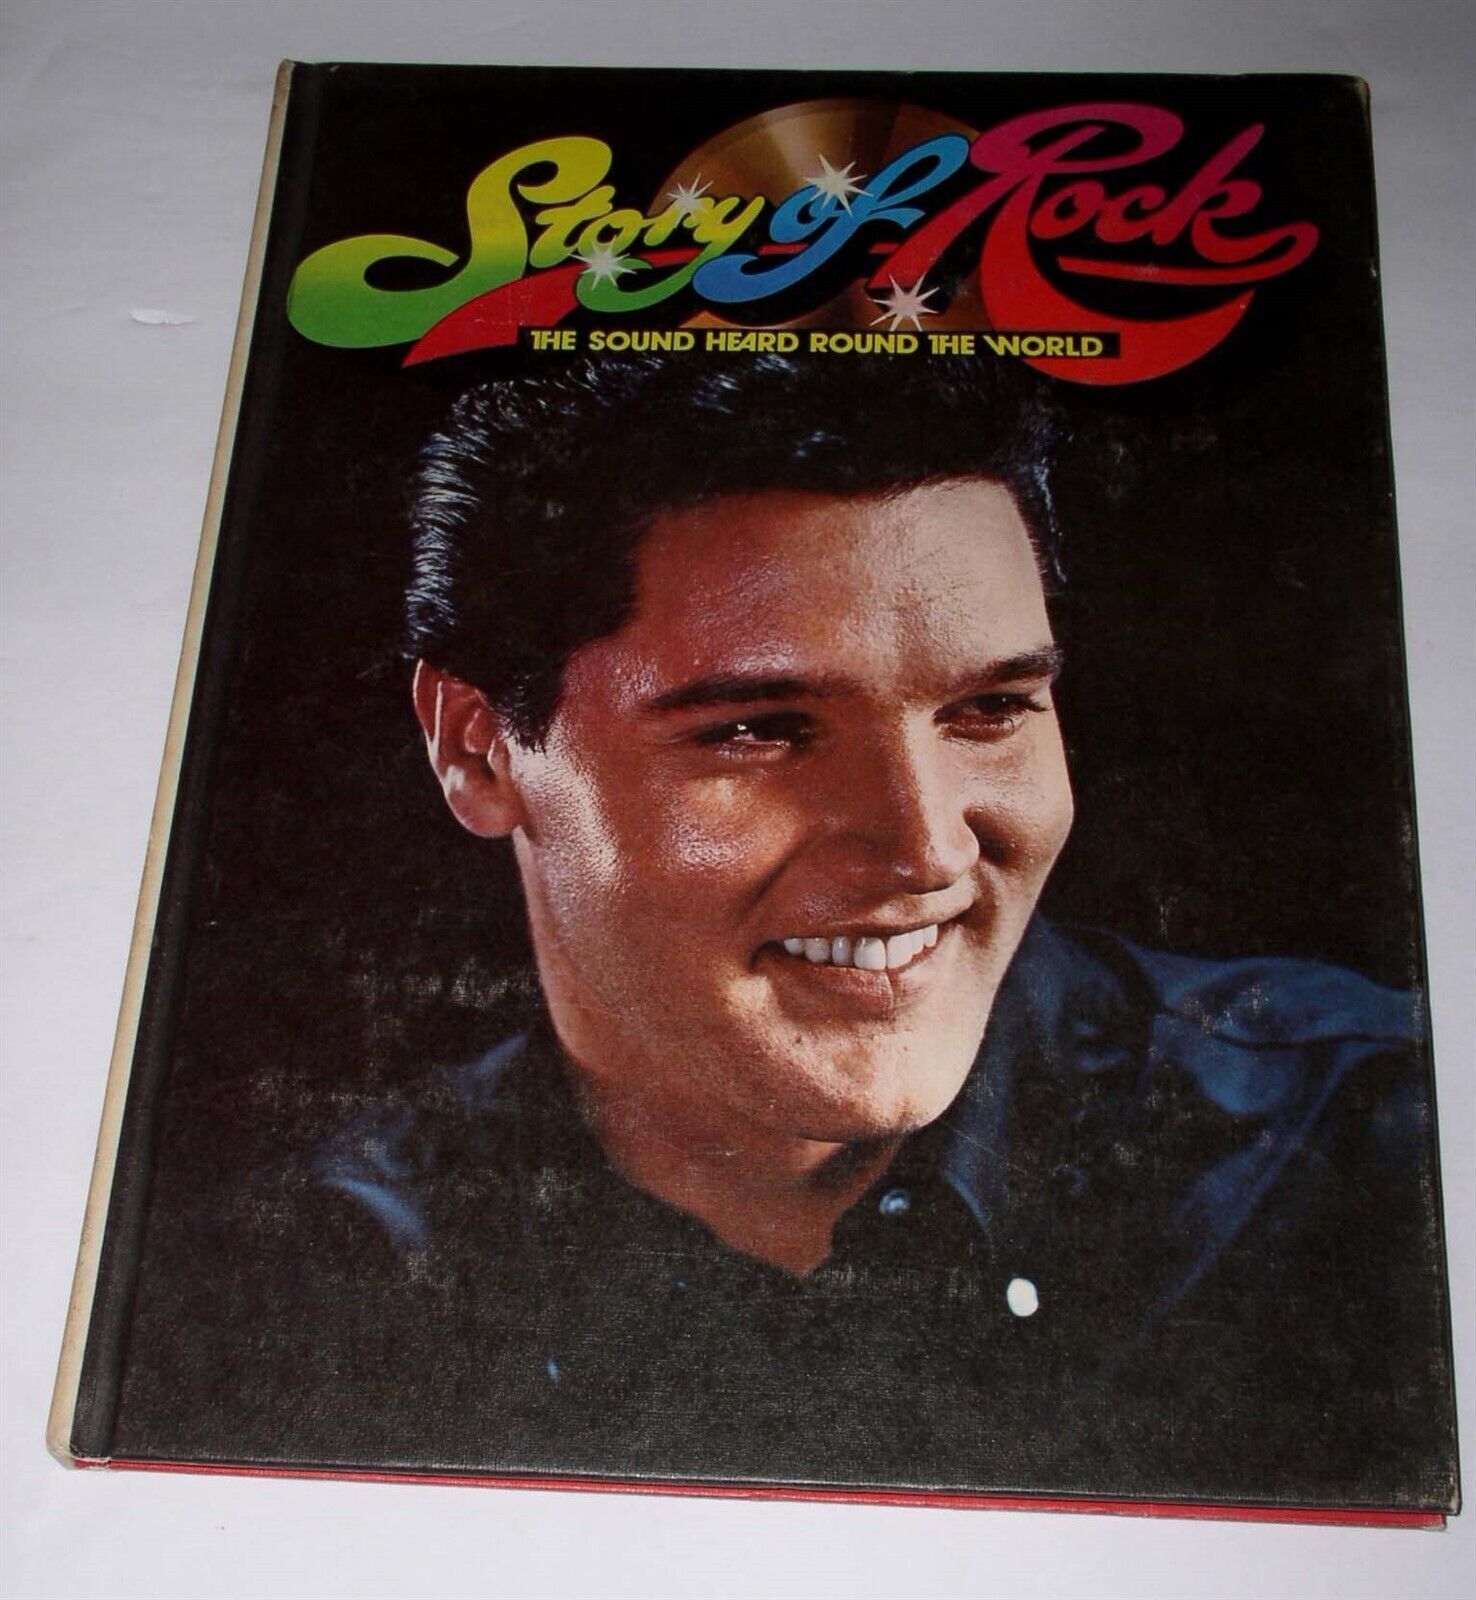 Story of Rock
THE SOUND HEARD ROUND THE WORLD